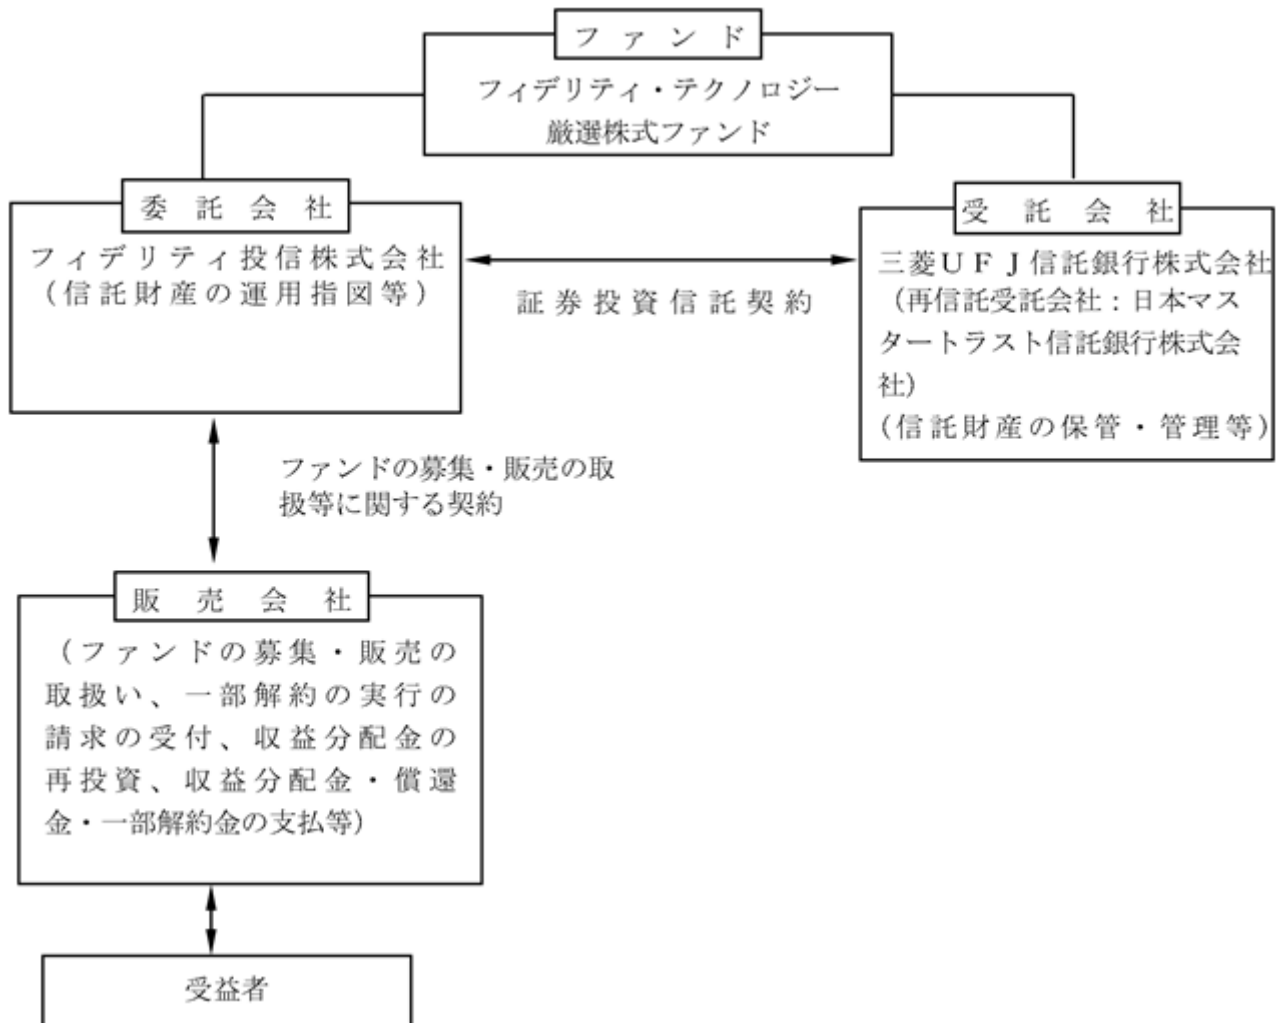 ファンド
フィデリティ・テクノロジー
厳選株式ファンド
委託会社
フィデリティ投信株式会社
（信託財産の運用指図等）
証券投資信託契約
受託会社
三菱ＵＦＪ信託銀行株式会社
（再信託受託会社：日本マス
タートラスト信託銀行株式会
社）
（信託財産の保管・管理等）
ファンドの募集・販売の取
扱等に関する契約
販売会社
（ファンドの募集・販売の
取扱い、一部解約の実行の
請求の受付、収益分配金の
再投資、収益分配金・償還
金・一部解約金の支払等）
受益者